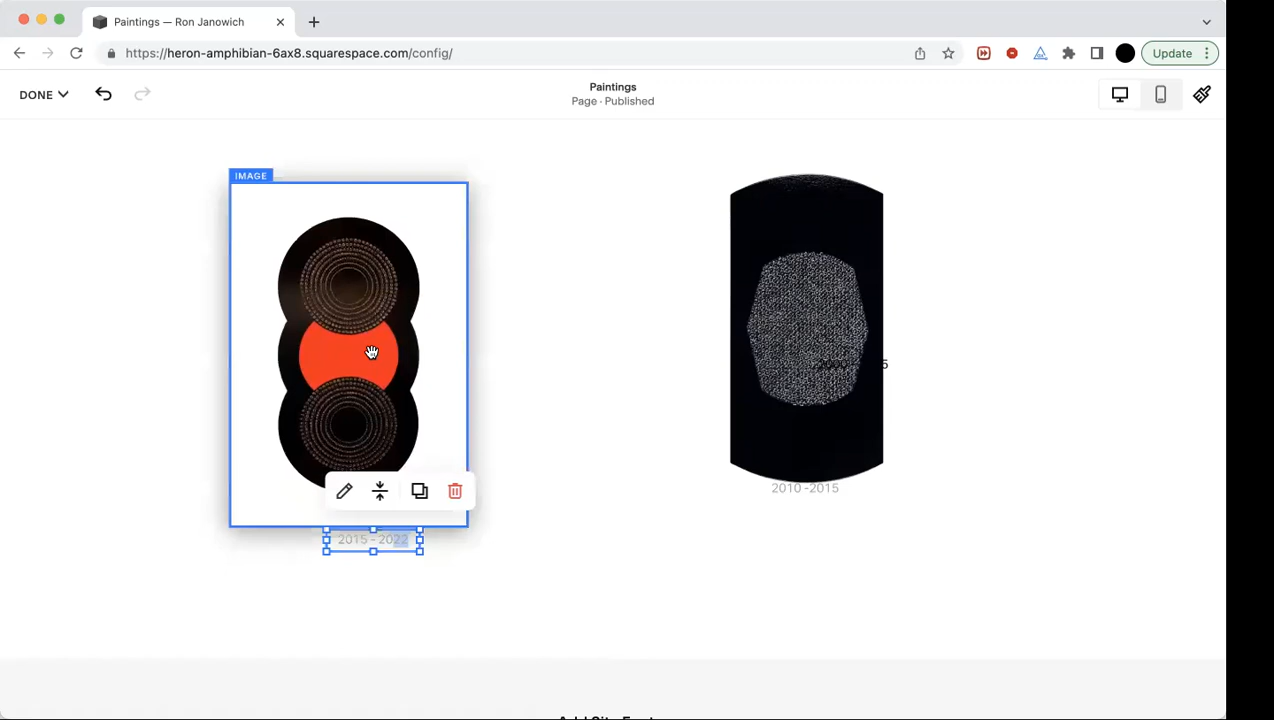 Paintings — Ron Janowich
https://heron-amphibian-6ax8.squarespace.com/config/
Update
DONE
Paintings
Page · Published
IMAGE
2010 -2015
2015 - 2022